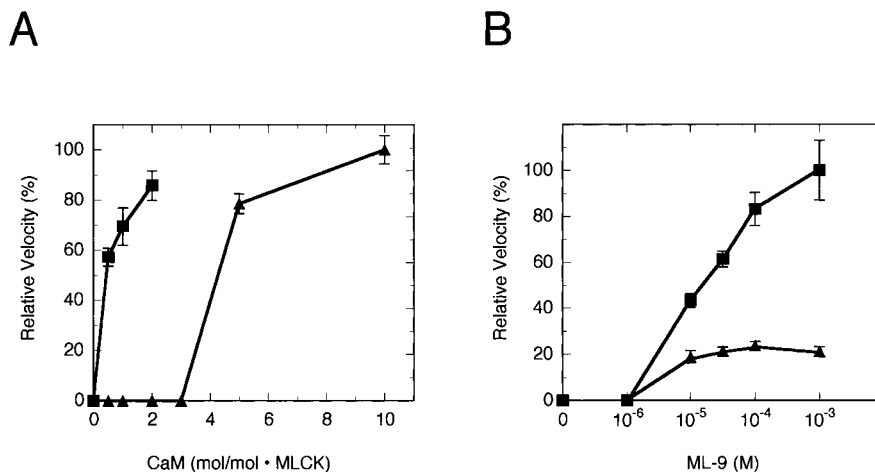 A
Relative Velocity (%)
100
80
60
40
20
0
0 2 4 6 8 10
CaM (mol/mol • MLCK)
B
Relative Velocity (%)
100
80
60
40
20
0
0 10⁻⁶ 10⁻⁵ 10⁻⁴ 10⁻³
ML-9 (M)